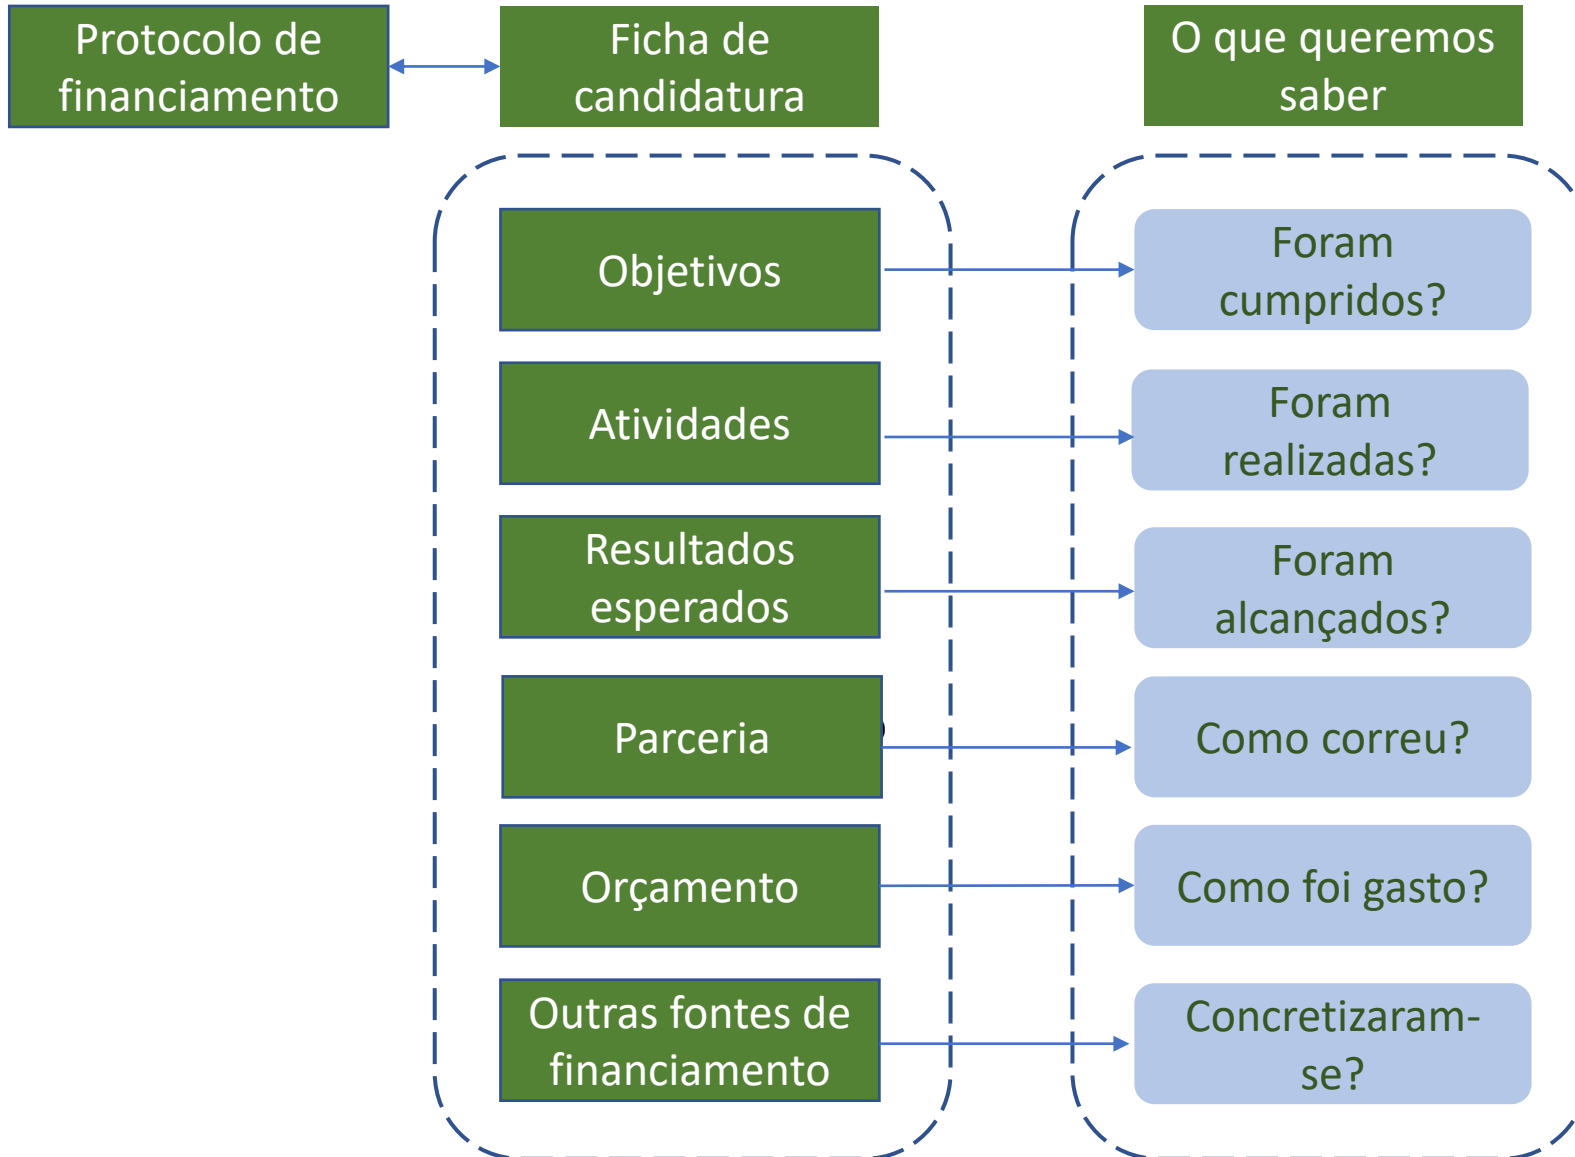 Protocolo de
financiamento
Ficha de
candidatura
O que queremos
saber
Objetivos
Foram
cumpridos?
Atividades
Foram
realizadas?
Resultados
esperados
Foram
alcançados?
Parceria
Como correu?
Orçamento
Como foi gasto?
Outras fontes de
financiamento
Concretizaram-
se?